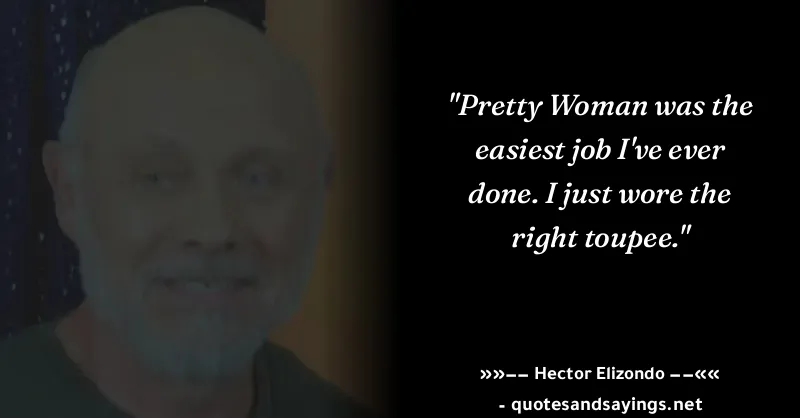 "Pretty Woman was the
easiest job I've ever
done. I just wore the
right toupee."
»»−− Hector Elizondo −−««
- quotesandsayings.net